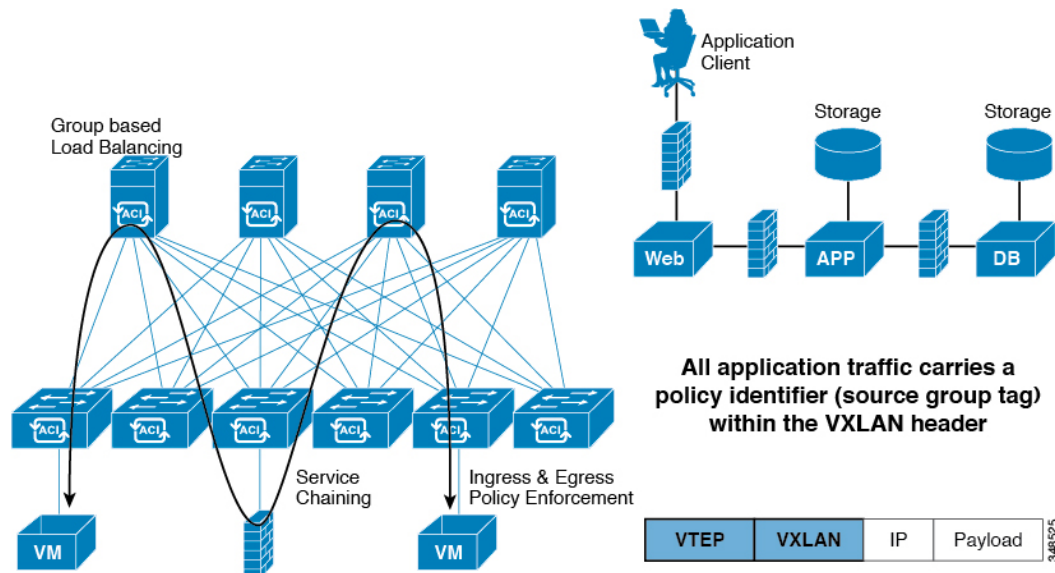 Group based
Load Balancing
ACI
ACI
ACI
ACI
ACI
ACI
ACI
ACI
ACI
ACI
Service
Chaining
Ingress & Egress
Policy Enforcement
VM
VM
Application
Client
Storage
Storage
Web
APP
DB
All application traffic carries a
policy identifier (source group tag)
within the VXLAN header
VTEP
VXLAN
IP
Payload
348525